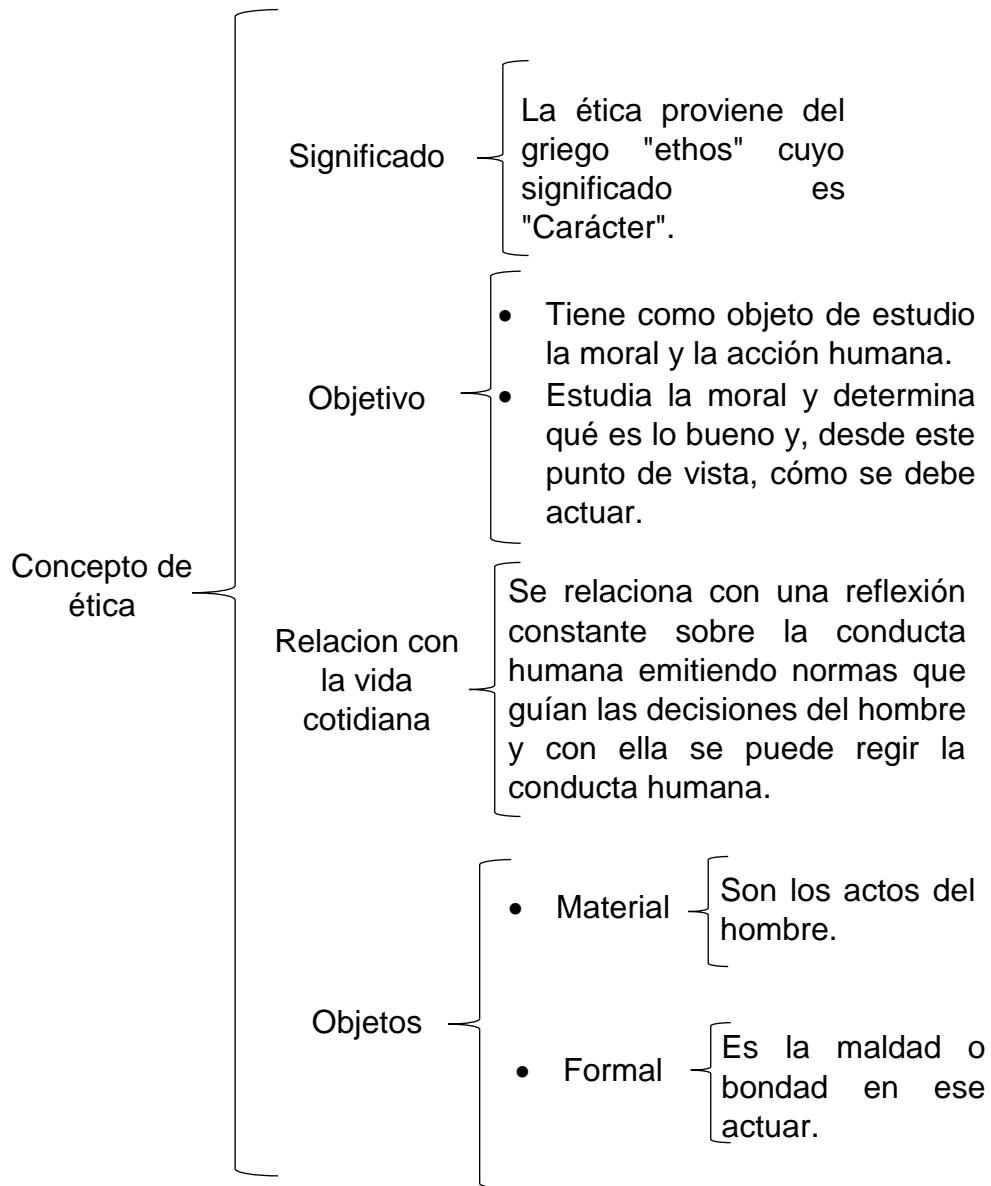 Concepto de
ética
Significado
La ética proviene del
griego "ethos" cuyo
significado es
"Carácter".
Objetivo
• Tiene como objeto de estudio
la moral y la acción humana.
• Estudia la moral y determina
qué es lo bueno y, desde este
punto de vista, cómo se debe
actuar.
Relacion con
la vida
cotidiana
Se relaciona con una reflexión
constante sobre la conducta
humana emitiendo normas que
guían las decisiones del hombre
y con ella se puede regir la
conducta humana.
Objetos
• Material
Son los actos del
hombre.
• Formal
Es la maldad o
bondad en ese
actuar.